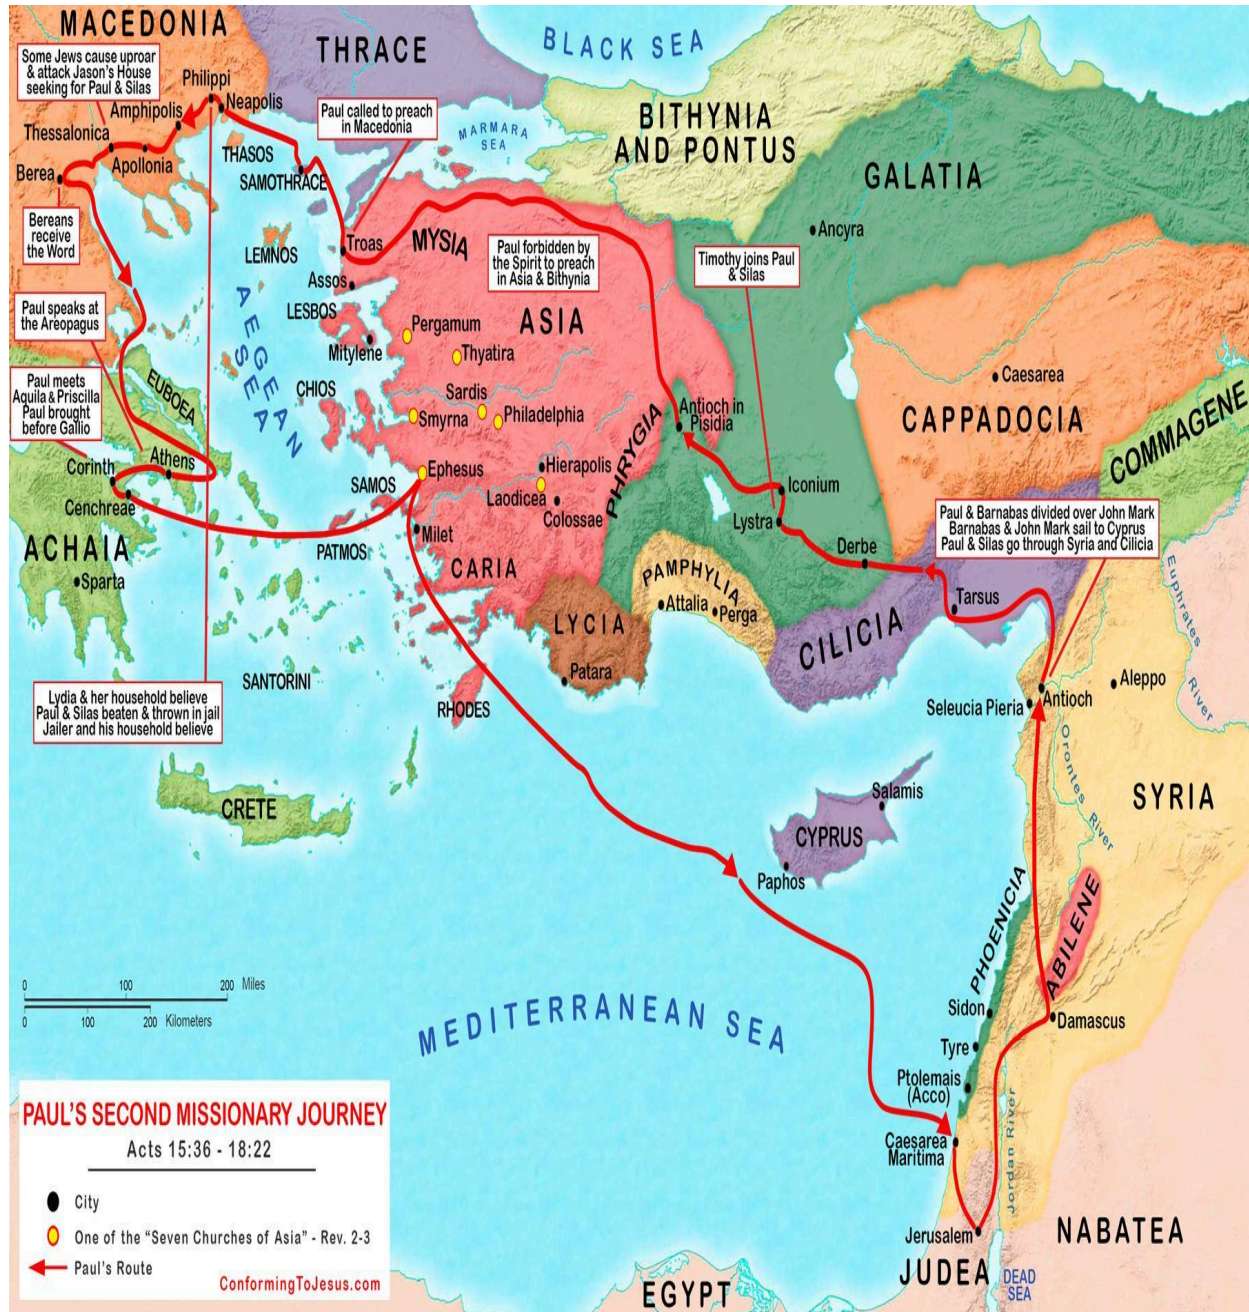 MACEDONIA
THRACE
BLACK SEA
BITHYNIA
AND PONTUS
GALATIA
MARMARA
SEA
Some Jews cause uproar
& attack Jason's House
seeking for Paul & Silas
Philippi
Neapolis
Amphipolis
Thessalonica
Apollonia
Berea
THASOS
SAMOTHRACE
Paul called to preach
in Macedonia
Bereans
receive
the Word
LEMNOS
Troas
MYSIA
Assos
Paul forbidden by
the Spirit to preach
in Asia & Bithynia
Timothy joins Paul
& Silas
Ancyra
Paul speaks at
the Areopagus
AEGEAN
SEA
LESBOS
Mitylene
Pergamum
Thyatira
ASIA
Paul meets
Aquila & Priscilla
Paul brought
before Gallio
EUBOEA
CHIOS
Sardis
Smyrna
Philadelphia
PHRYGIA
Antioch in
Pisidia
Caesarea
CAPPADOCIA
COMMAGENE
Corinth
Athens
Cenchreae
SAMOS
Ephesus
Hierapolis
Laodicea
Colossae
Iconium
Lystra
Derbe
Paul & Barnabas divided over John Mark
Barnabas & John Mark sail to Cyprus
Paul & Silas go through Syria and Cilicia
ACHAIA
Sparta
PATMOS
Milet
CARIA
LYCIA
Patara
PAMPHYLIA
Attalia
Perga
CILICIA
Tarsus
Euphrates
River
SANTORINI
RHODES
Lydia & her household believe
Paul & Silas beaten & thrown in jail
Jailer and his household believe
Seleucia Pieria
Antioch
Aleppo
Orontes River
SYRIA
CRETE
Salamis
CYPRUS
Paphos
PHOENICIA
ABILENE
0 100 200 Miles
0 100 200 Kilometers
MEDITERRANEAN SEA
Sidon
Damascus
Tyre
Ptolemais
(Acco)
Caesarea
Maritima
Jordan River
Jerusalem
JUDEA
DEAD
SEA
NABATEA
EGYPT
PAUL'S SECOND MISSIONARY JOURNEY
Acts 15:36 - 18:22
City
One of the "Seven Churches of Asia" - Rev. 2-3
Paul's Route
ConformingToJesus.com